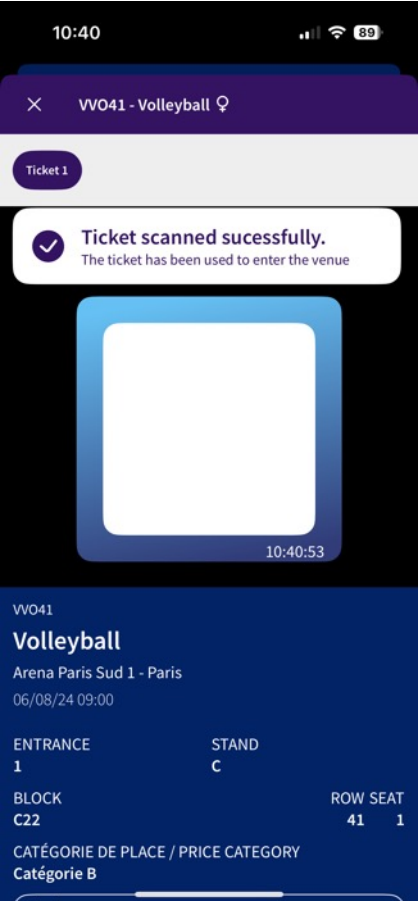 10:40
89
VVO41 - Volleyball ♀
Ticket 1
Ticket scanned sucessfully.
The ticket has been used to enter the venue
10:40:53
VVO41
Volleyball
Arena Paris Sud 1 - Paris
06/08/24 09:00
ENTRANCE STAND
1 C
BLOCK ROW SEAT
C22 41 1
CATÉGORIE DE PLACE / PRICE CATEGORY
Catégorie B